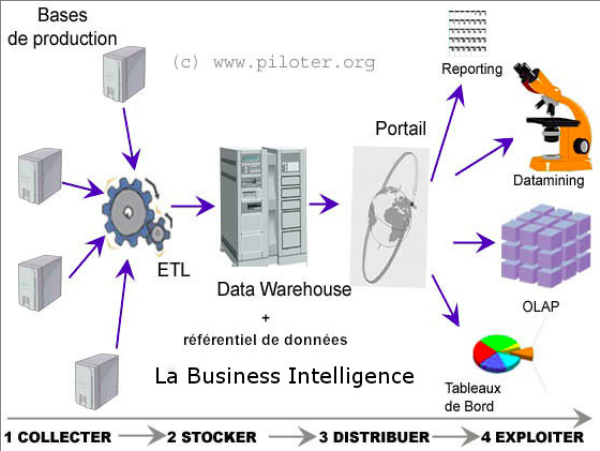 Bases
de production
(c) www.piloter.org
Reporting
Portail
Datamining
ETL
Data Warehouse
+
référentiel de données
OLAP
La Business Intelligence
Tableaux
de Bord
1 COLLECTER
2 STOCKER
3 DISTRIBUER
4 EXPLOITER